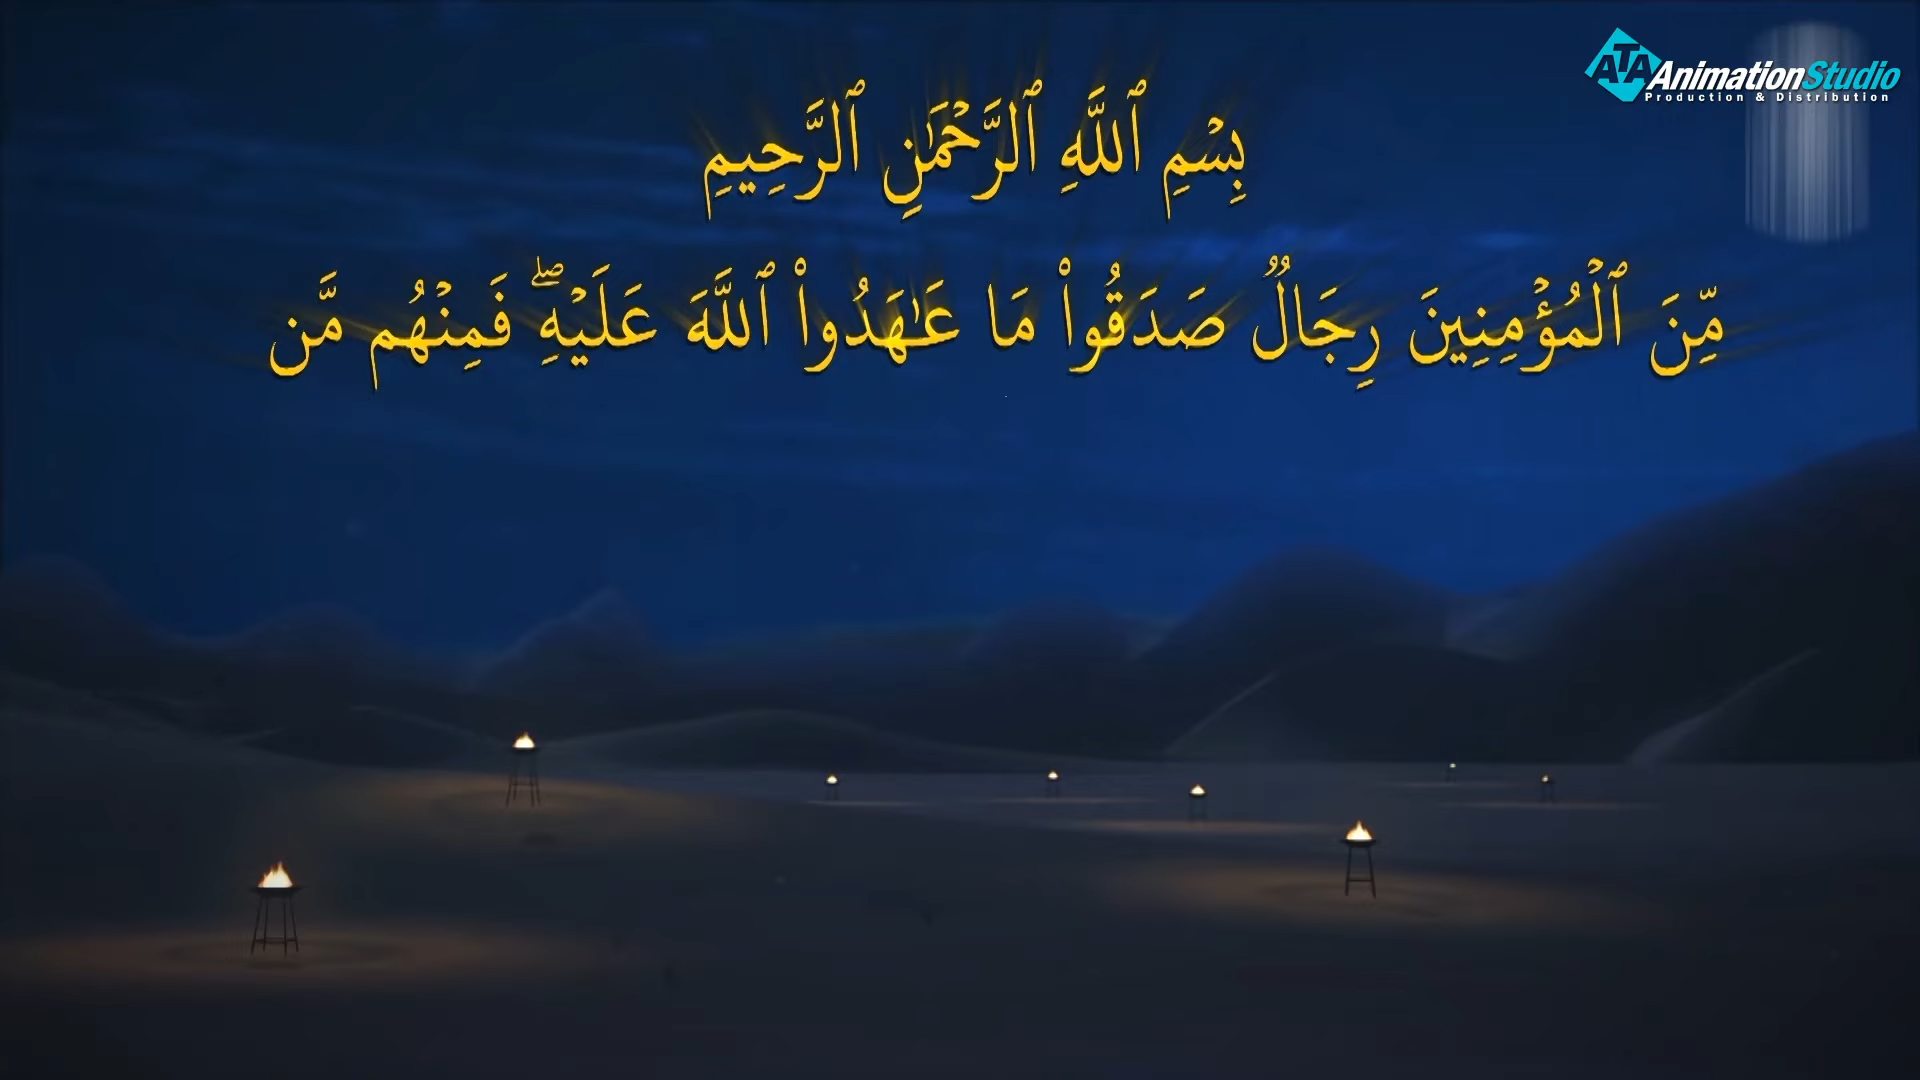 ATA AnimationStudio
Production & Distribution
بِسۡمِ ٱللَّهِ ٱلرَّحۡمَٰنِ ٱلرَّحِيمِ
مِّنَ ٱلۡمُؤۡمِنِينَ رِجَالٞ صَدَقُواْ مَا عَٰهَدُواْ ٱللَّهَ عَلَيۡهِۖ فَمِنۡهُم مَّن